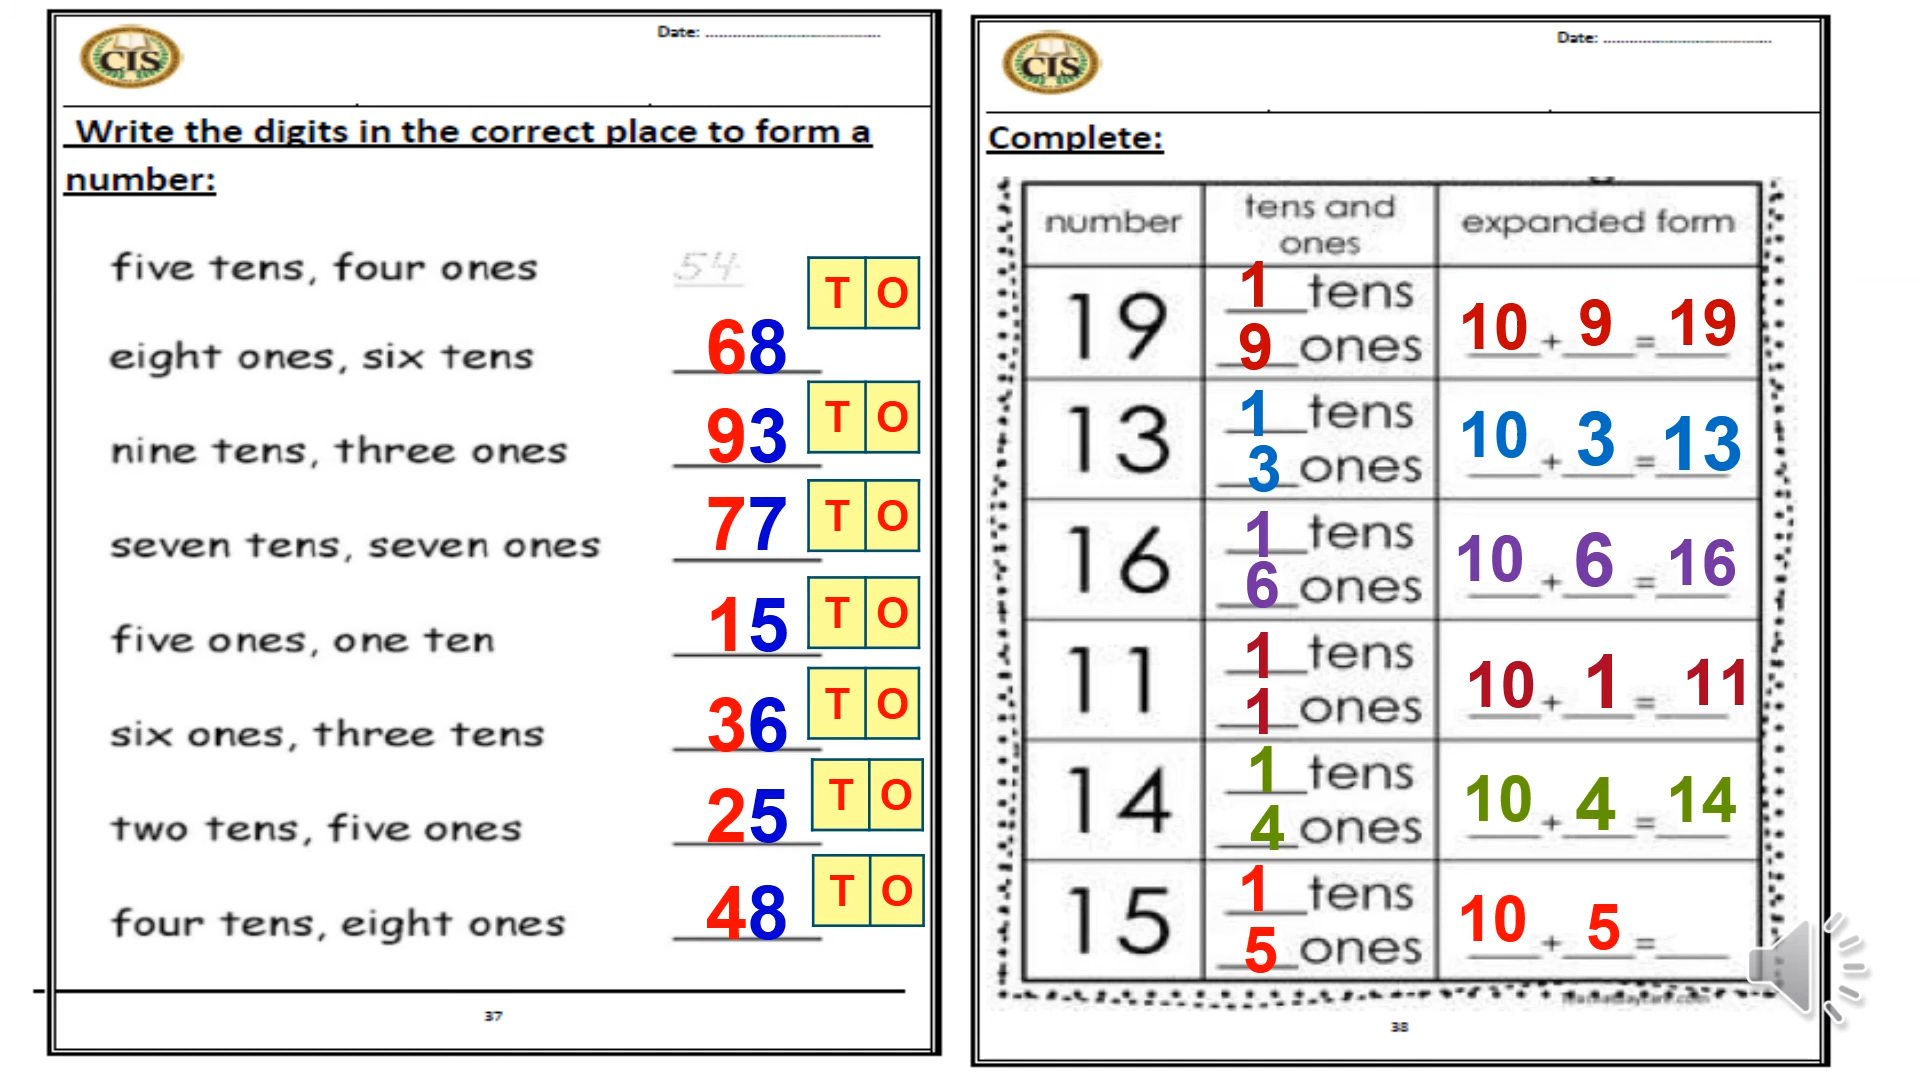 CIS
Date: ........................................
Write the digits in the correct place to form a
number:
five tens, four ones 54
T O
eight ones, six tens 68
nine tens, three ones 93
T O
seven tens, seven ones 77
T O
five ones, one ten 15
T O
six ones, three tens 36
T O
two tens, five ones 25
T O
four tens, eight ones 48
T O
37
CIS
Date: ........................................
Complete:
number tens and ones expanded form
19
1 tens
9 ones
10 + 9 = 19
13
1 tens
3 ones
10 + 3 = 13
16
1 tens
6 ones
10 + 6 = 16
11
1 tens
1 ones
10 + 1 = 11
14
1 tens
4 ones
10 + 4 = 14
15
1 tens
5 ones
10 + 5 = ____
38